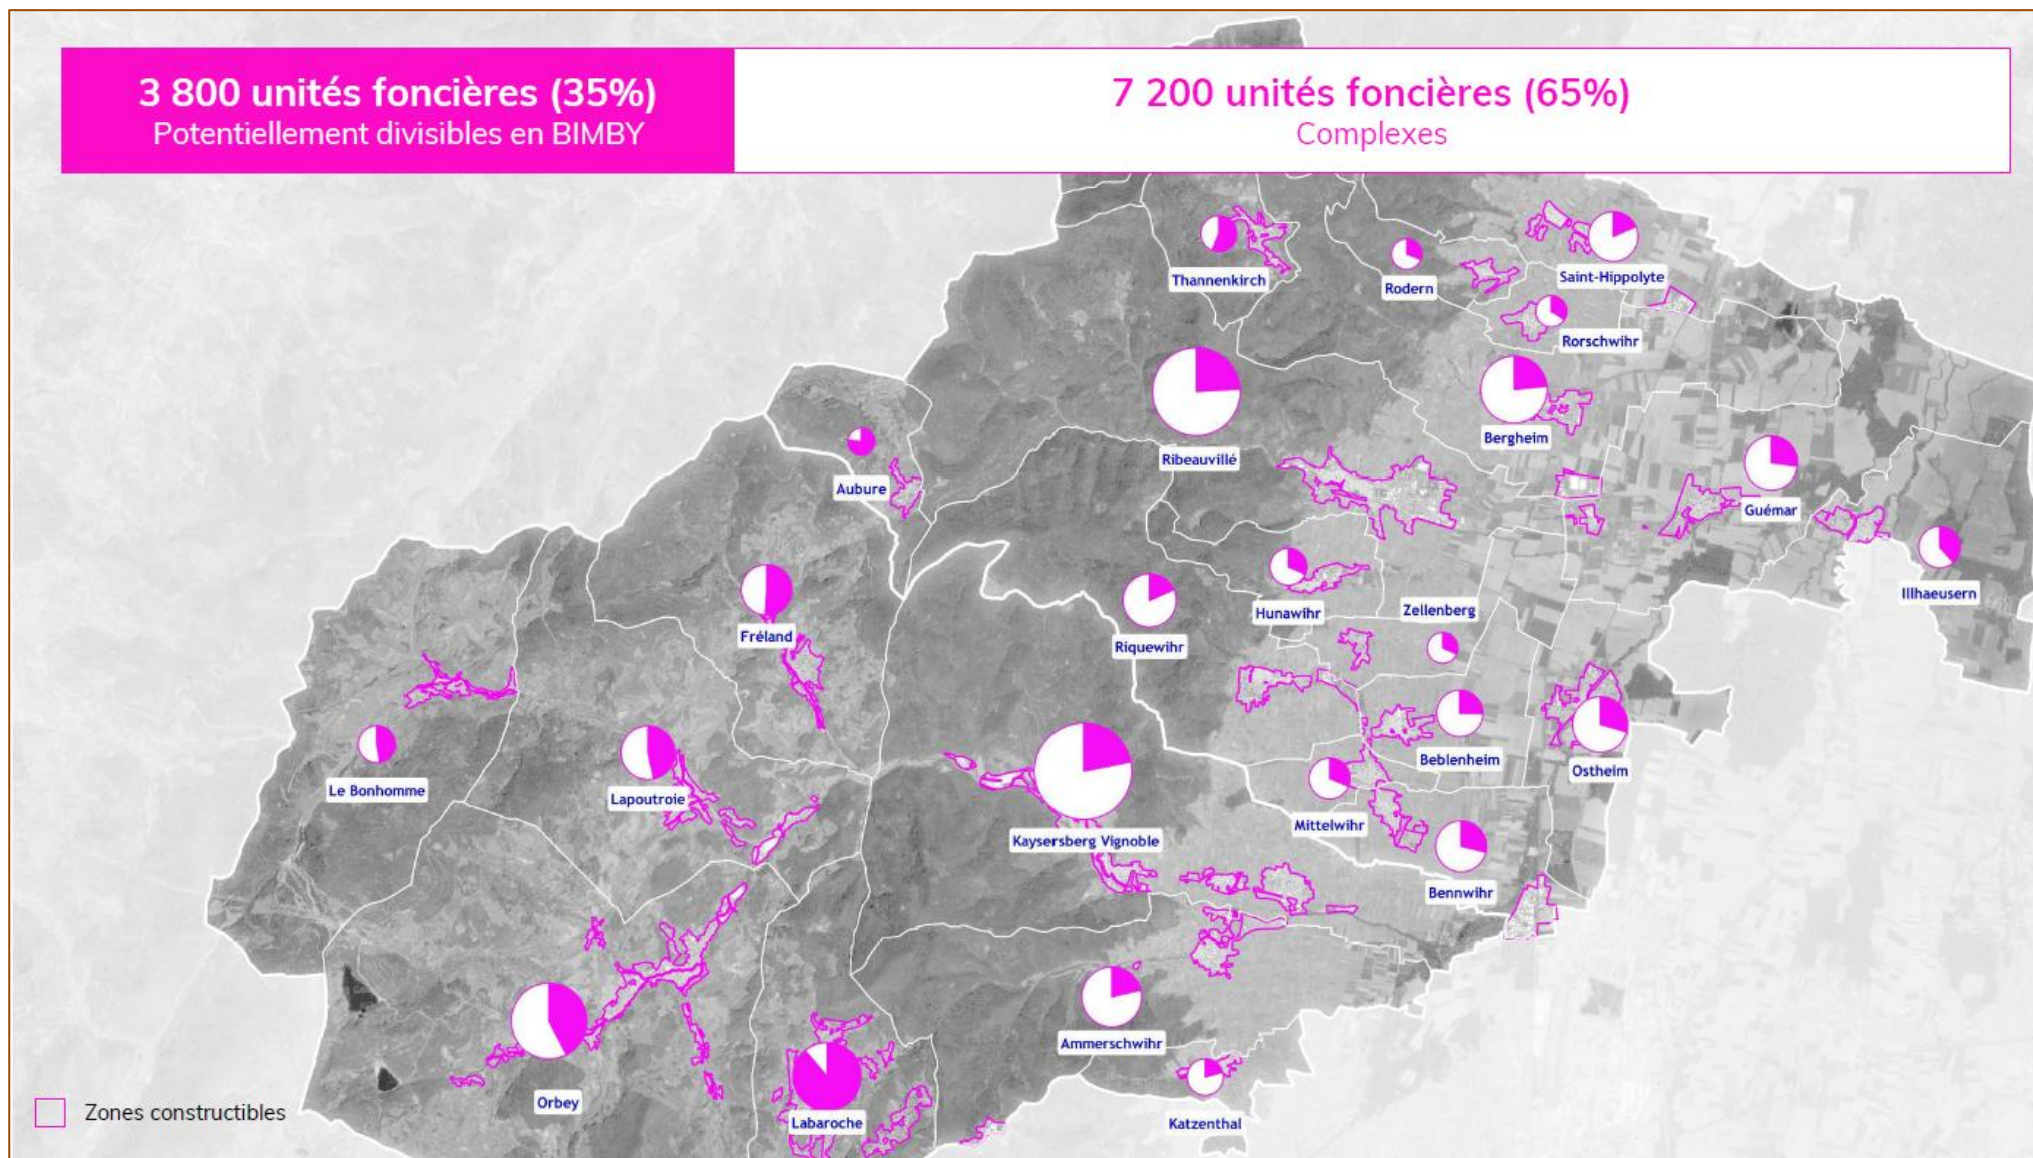 3 800 unités foncières (35%)
Potentiellement divisibles en BIMBY
7 200 unités foncières (65%)
Complexes
Thannenkirch
Rodern
Saint-Hippolyte
Rorschwihr
Ribeauvillé
Bergheim
Aubure
Guémar
Illhaeusern
Fréland
Riquewihr
Hunawihr
Zellenberg
Le Bonhomme
Lapoutroie
Kaysersberg Vignoble
Beblenheim
Ostheim
Mittelwihr
Bennwihr
Orbey
Labaroche
Ammerschwihr
Katzenthal
Zones constructibles